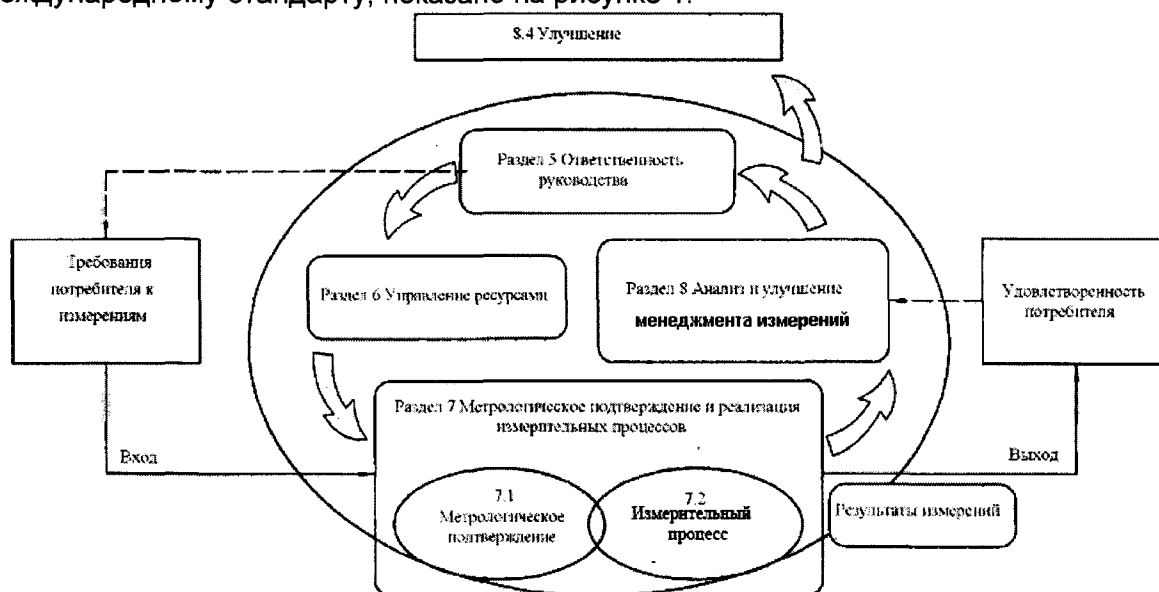 международному стандарту, показано на рисунке 1.
8.4 Улучшение
Раздел 5 Ответственность
руководства
Требования
потребителя к
измерениям
Раздел 6 Управление ресурсами
Раздел 8 Анализ и улучшение
менеджмента измерений
Удовлетворенность
потребителя
Раздел 7 Метрологическое подтверждение и реализация
измерительных процессов
Вход
Выход
7.1
Метрологическое
подтверждение
7.2
Измерительный
процесс
Результаты измерений